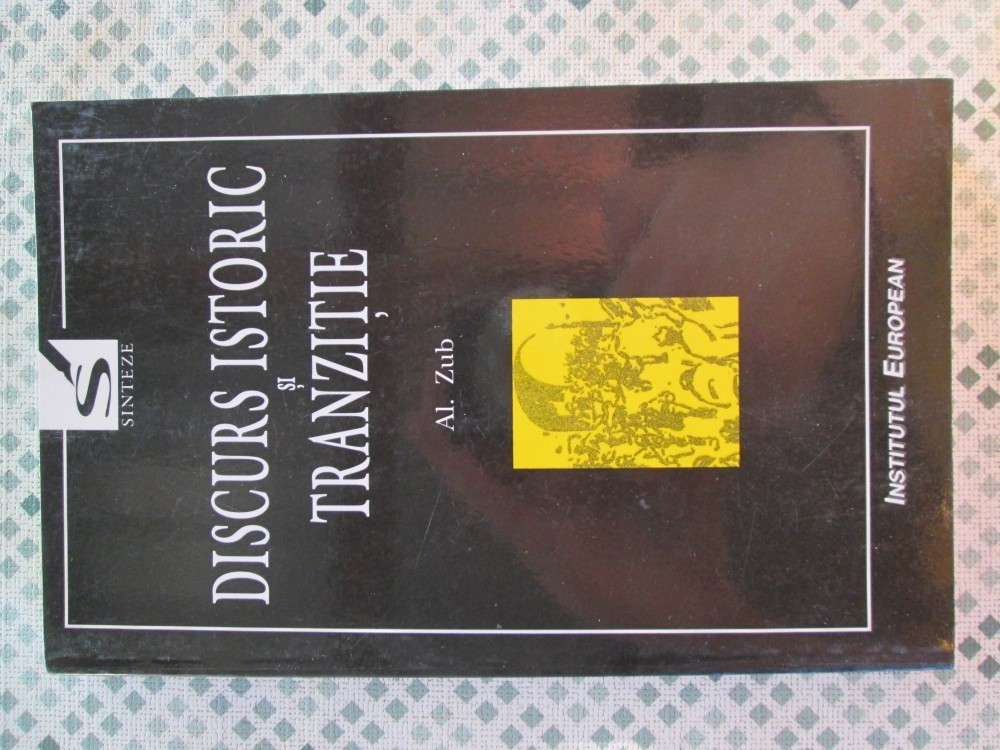 S
SINTEZE
DISCURS ISTORIC
ȘI
TRANZIȚIE
Al. Zub
INSTITUTUL EUROPEAN